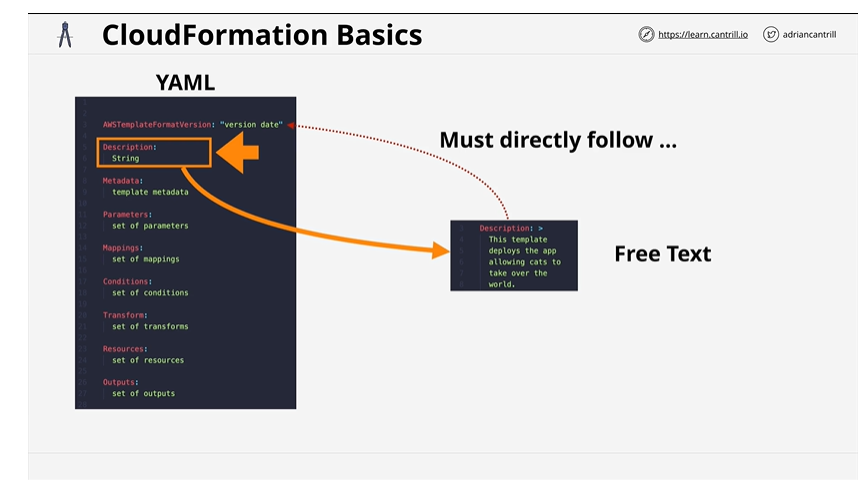 CloudFormation Basics
https://learn.cantrill.io
adriancantrill
YAML
AWSTemplateFormatVersion: "version date"
Description:
String
Metadata:
template metadata
Parameters:
set of parameters
Mappings:
set of mappings
Conditions:
set of conditions
Transform:
set of transforms
Resources:
set of resources
Outputs:
set of outputs
Must directly follow ...
Description: >
This template
deploys the app
allowing cats to
take over the
world.
Free Text